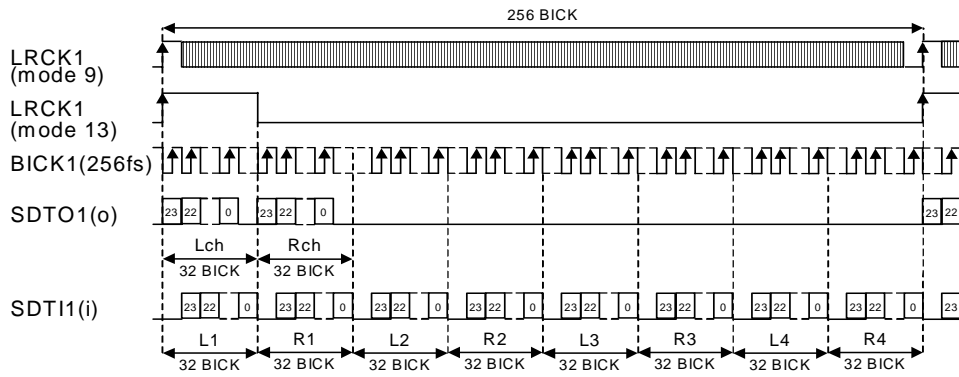 256 BICK
LRCK1
(mode 9)
LRCK1
(mode 13)
BICK1(256fs)
SDTO1(o) 23 22 0 23 22 0 23 22
Lch Rch
32 BICK 32 BICK
SDTI1(i) 23 22 0 23 22 0 23 22 0 23 22 0 23 22 0 23 22 0 23 22 0 23 22 0 23
L1 R1 L2 R2 L3 R3 L4 R4
32 BICK 32 BICK 32 BICK 32 BICK 32 BICK 32 BICK 32 BICK 32 BICK